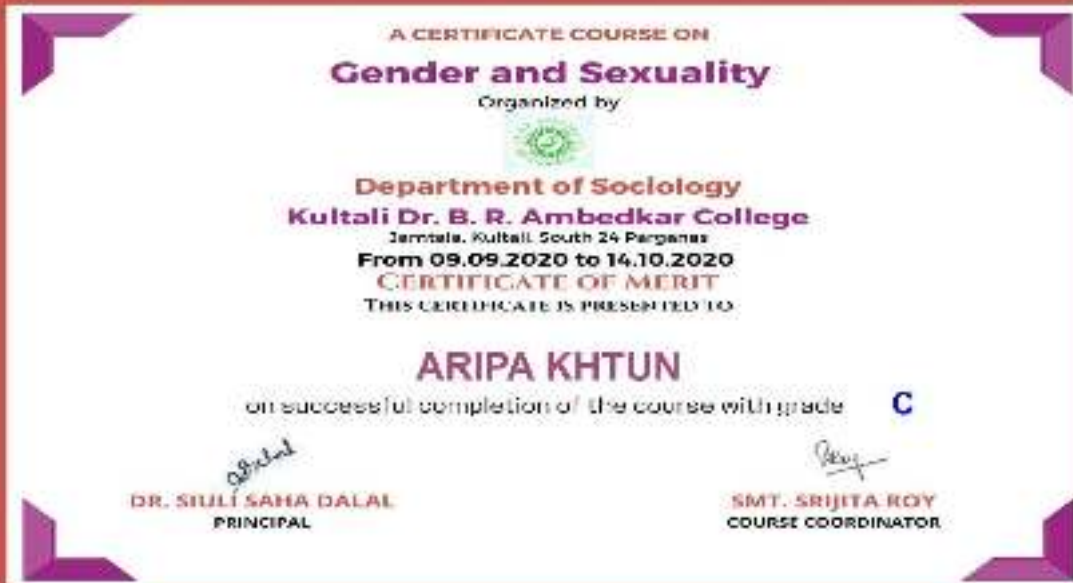 A CERTIFICATE COURSE ON
Gender and Sexuality
Organized by
Department of Sociology
Kultali Dr. B. R. Ambedkar College
Jamtala, Kultali, South 24 Parganas
From 09.09.2020 to 14.10.2020
CERTIFICATE OF MERIT
THIS CERTIFICATE IS PRESENTED TO
ARIPA KHTUN
on successful completion of the course with grade C
DR. SIULI SAHA DALAL
PRINCIPAL
SMT. SRIJITA ROY
COURSE COORDINATOR